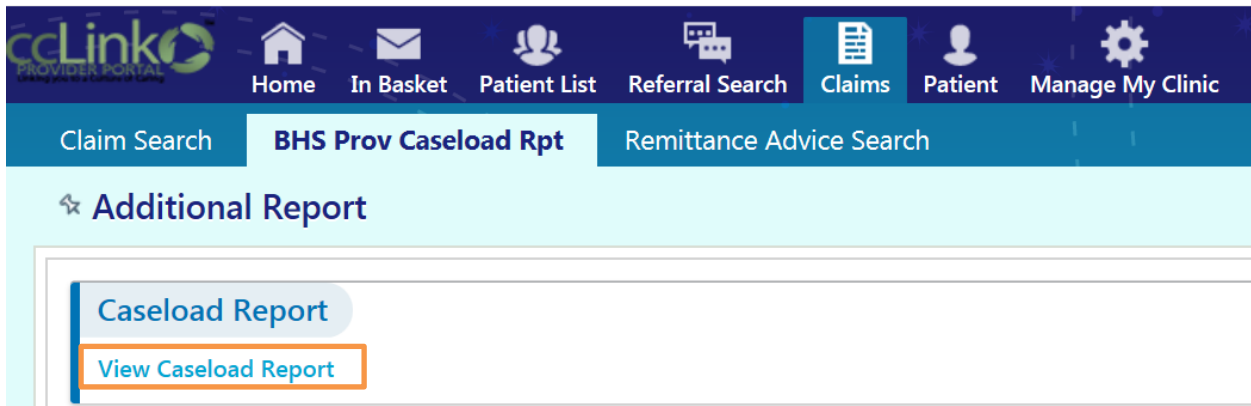 ccLink
PROVIDER PORTAL
Home In Basket Patient List Referral Search Claims Patient Manage My Clinic
Claim Search BHS Prov Caseload Rpt Remittance Advice Search
Additional Report
Caseload Report
View Caseload Report